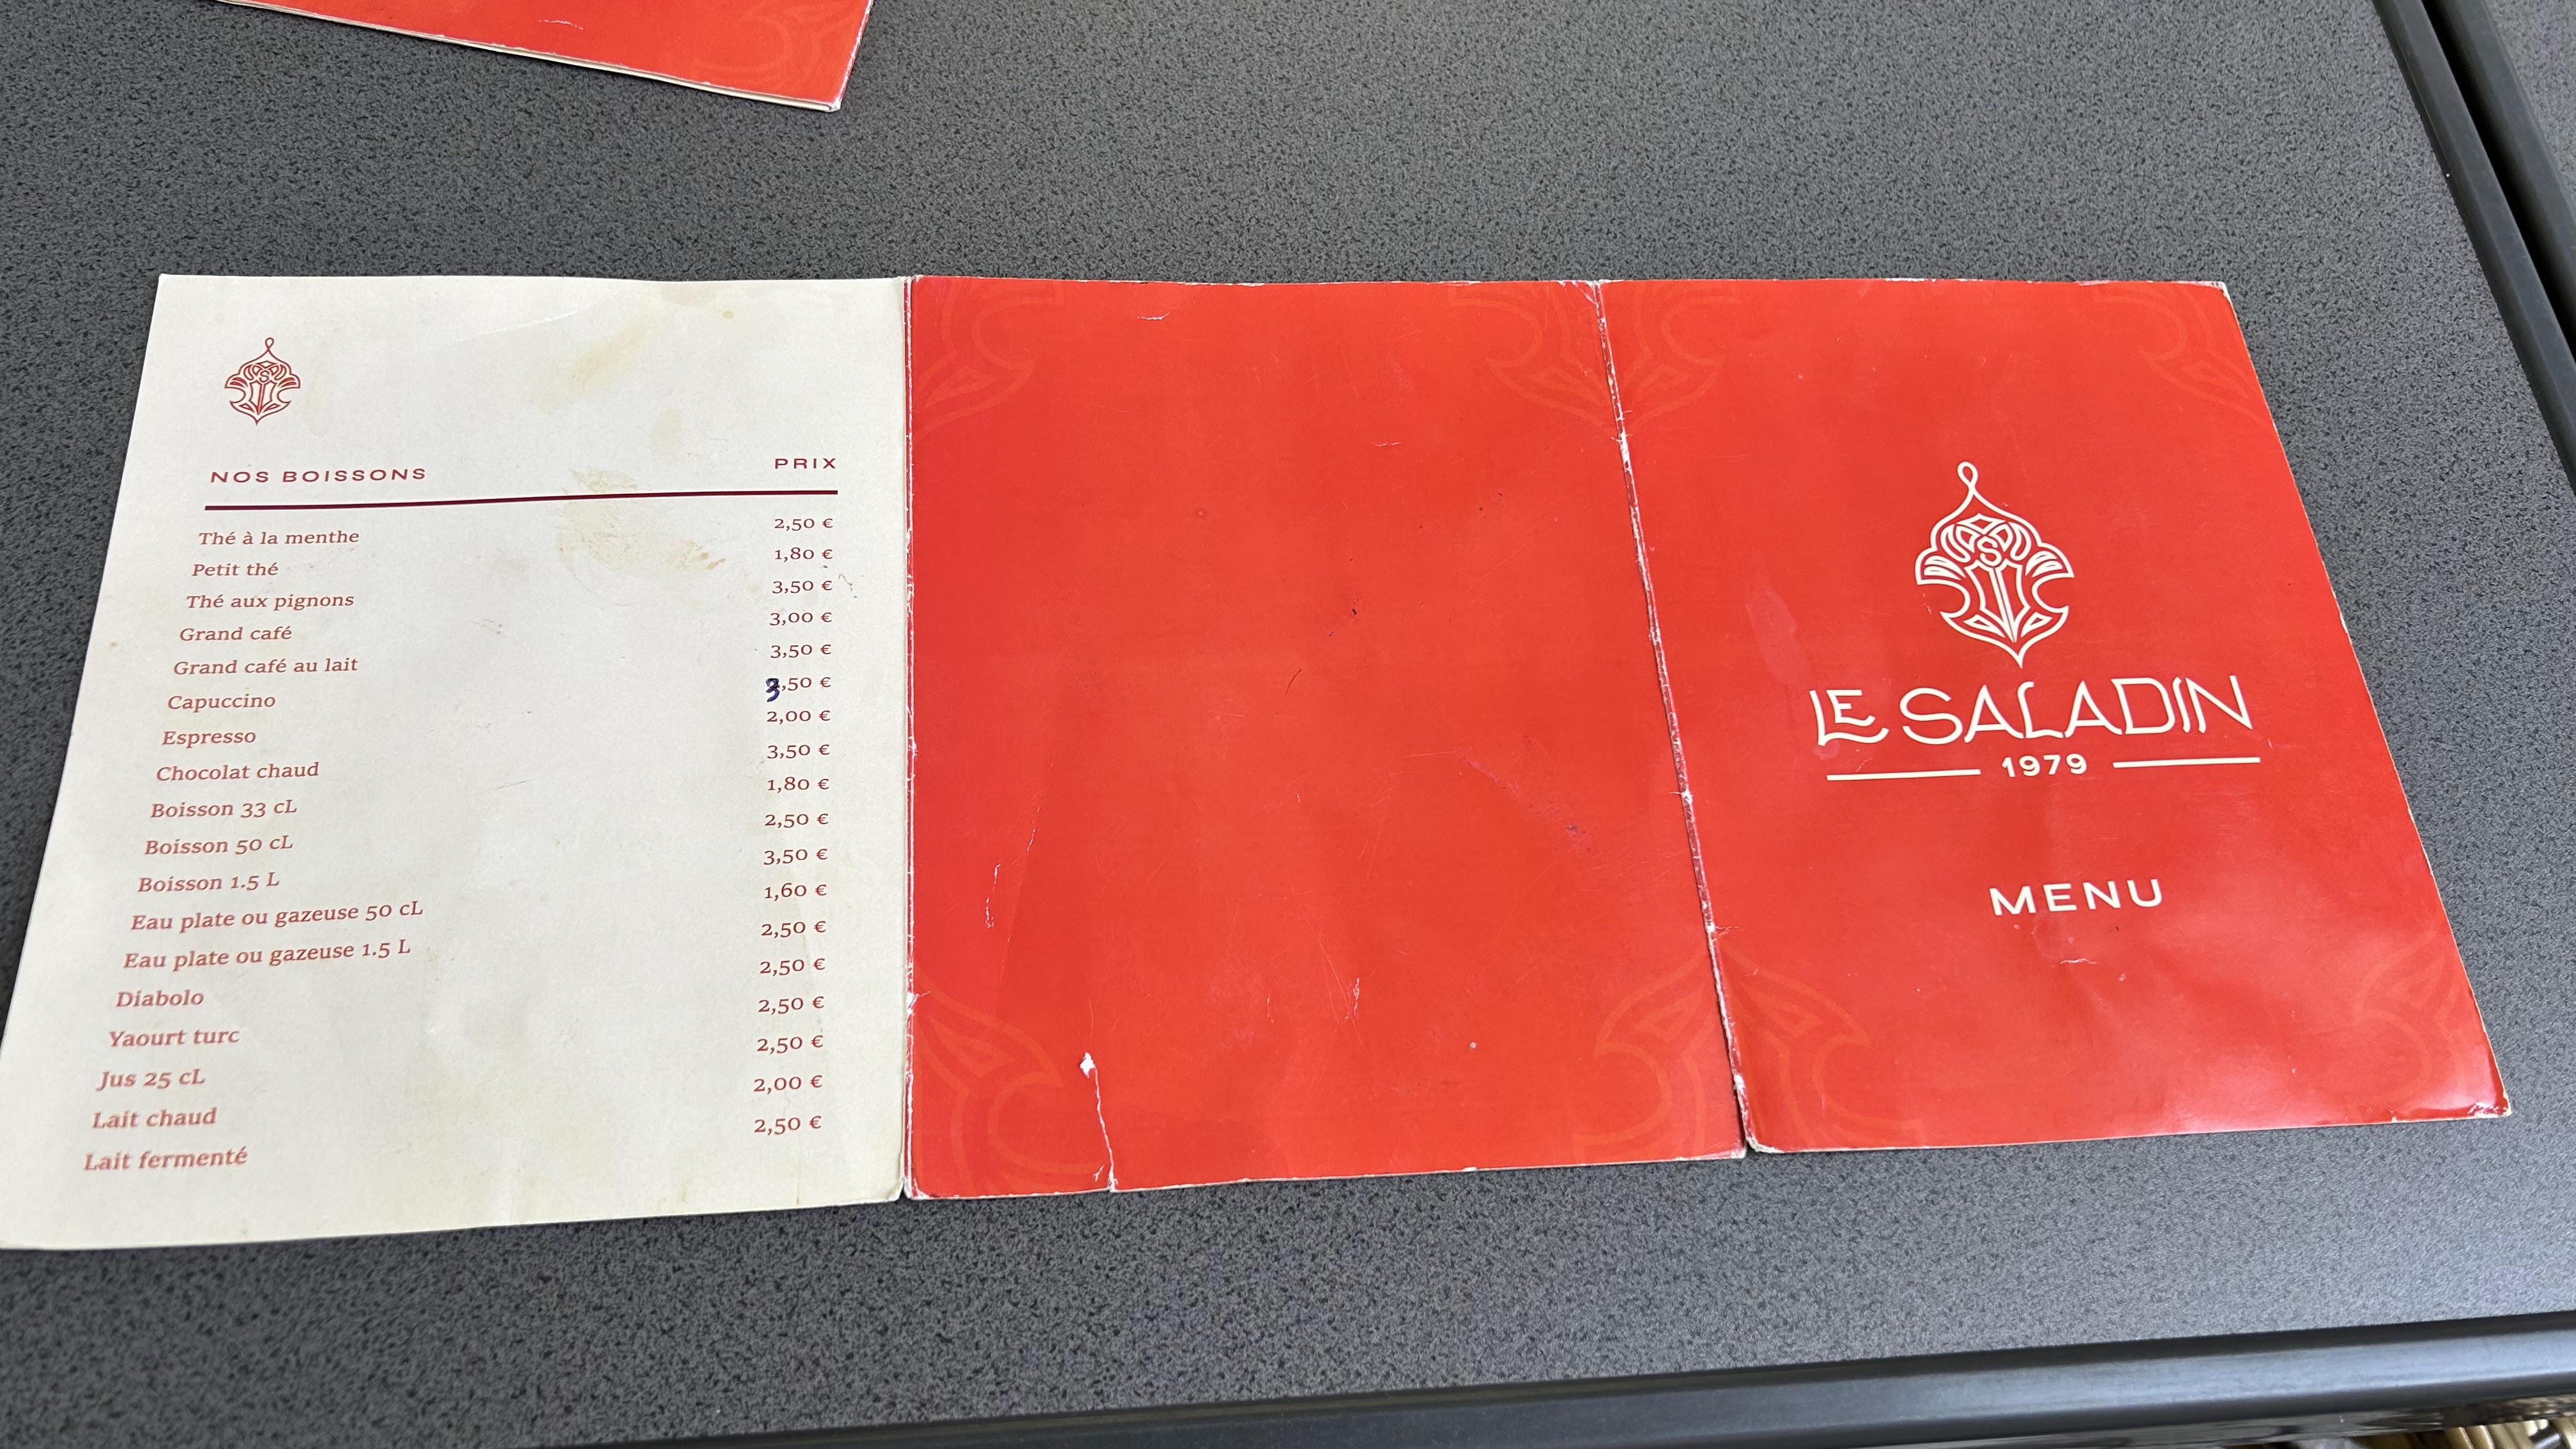 NOS BOISSONS PRIX
Thé à la menthe 2,50 €
Petit thé 1,80 €
Thé aux pignons 3,50 €
Grand café 3,00 €
Grand café au lait 3,50 €
Capuccino 3,50 €
Espresso 2,00 €
Chocolat chaud 3,50 €
Boisson 33 cL 1,80 €
Boisson 50 cL 2,50 €
Boisson 1.5 L 3,50 €
Eau plate ou gazeuse 50 cL 1,60 €
Eau plate ou gazeuse 1.5 L 2,50 €
Diabolo 2,50 €
Yaourt turc 2,50 €
Jus 25 cL 2,50 €
Lait chaud 2,00 €
Lait fermenté 2,50 €
S
LE SALADIN
1979
MENU